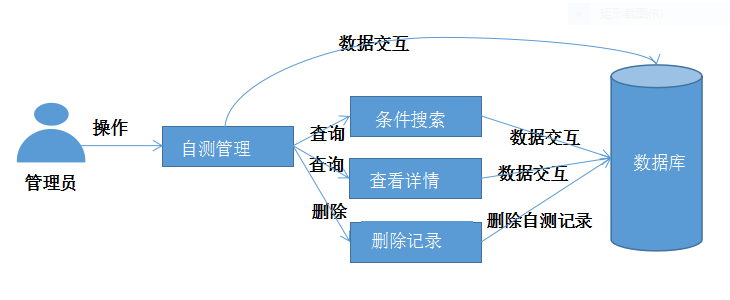 数据交互
操作
管理员
自测管理
查询
查询
删除
条件搜索
查看详情
删除记录
数据交互
数据交互
删除自测记录
数据库